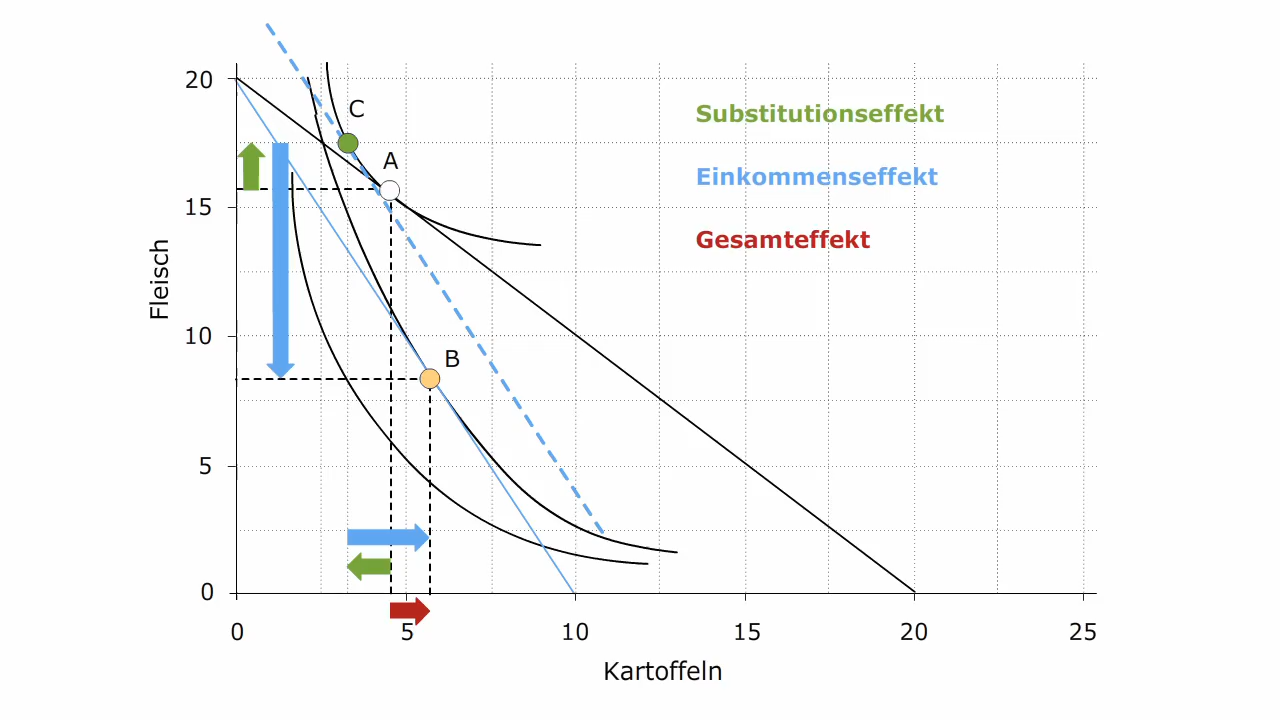 20
C
Substitutionseffekt
A
Einkommenseffekt
15
Gesamteffekt
Fleisch
10
B
5
0
0
5
10
15
20
25
Kartoffeln